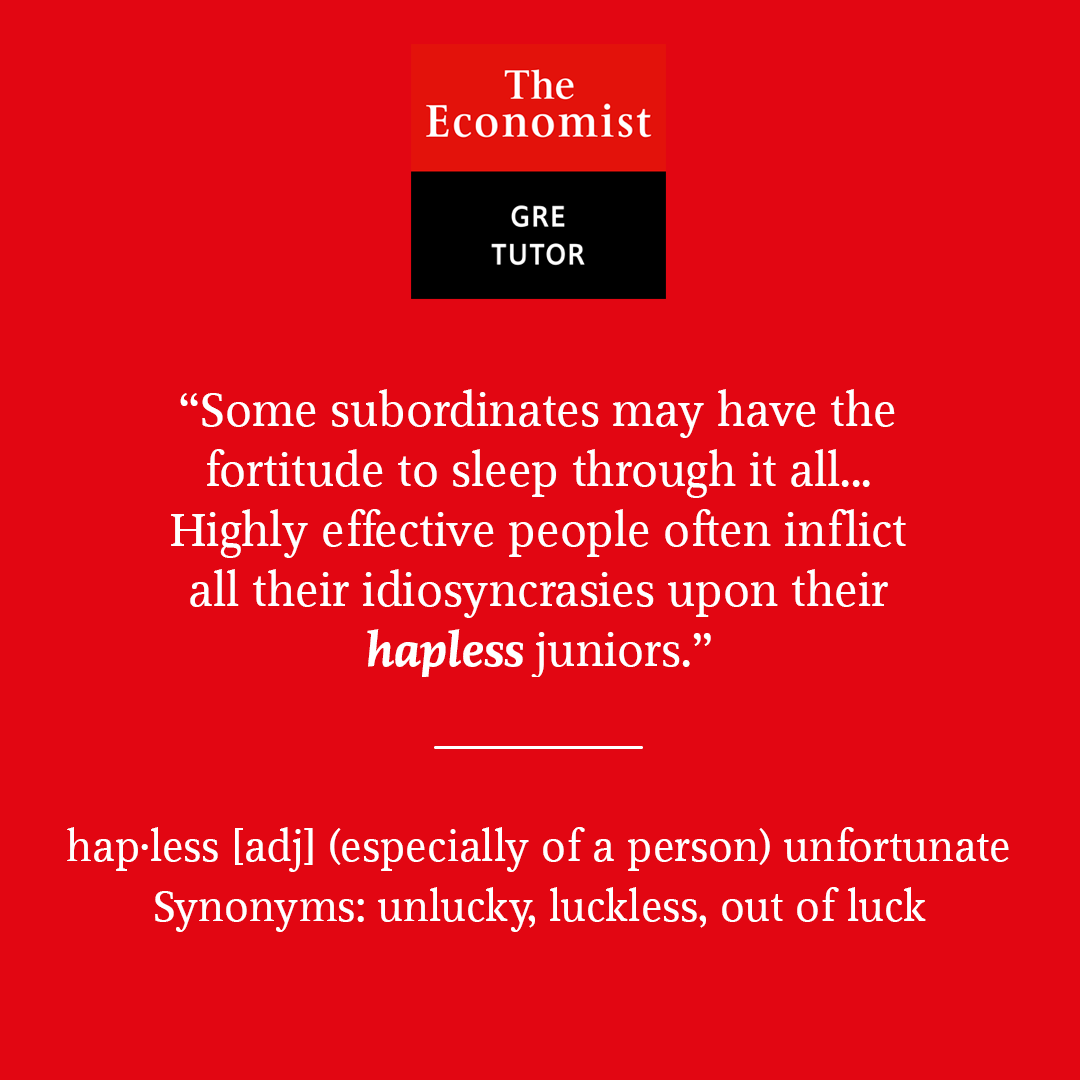 The
Economist
GRE
TUTOR
“Some subordinates may have the
fortitude to sleep through it all...
Highly effective people often inflict
all their idiosyncrasies upon their
hapless juniors.”
hap·less [adj] (especially of a person) unfortunate
Synonyms: unlucky, luckless, out of luck